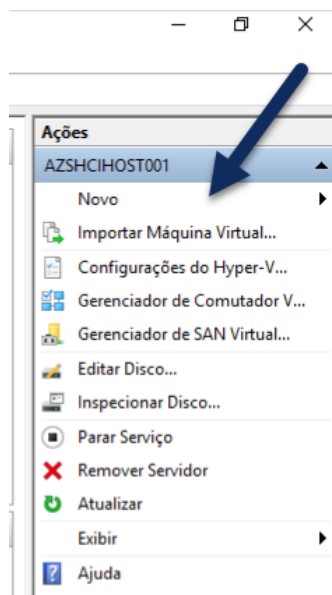 Ações
AZSHCIHOST001
Novo
Importar Máquina Virtual...
Configurações do Hyper-V...
Gerenciador de Comutador V...
Gerenciador de SAN Virtual...
Editar Disco...
Inspecionar Disco...
Parar Serviço
Remover Servidor
Atualizar
Exibir
Ajuda